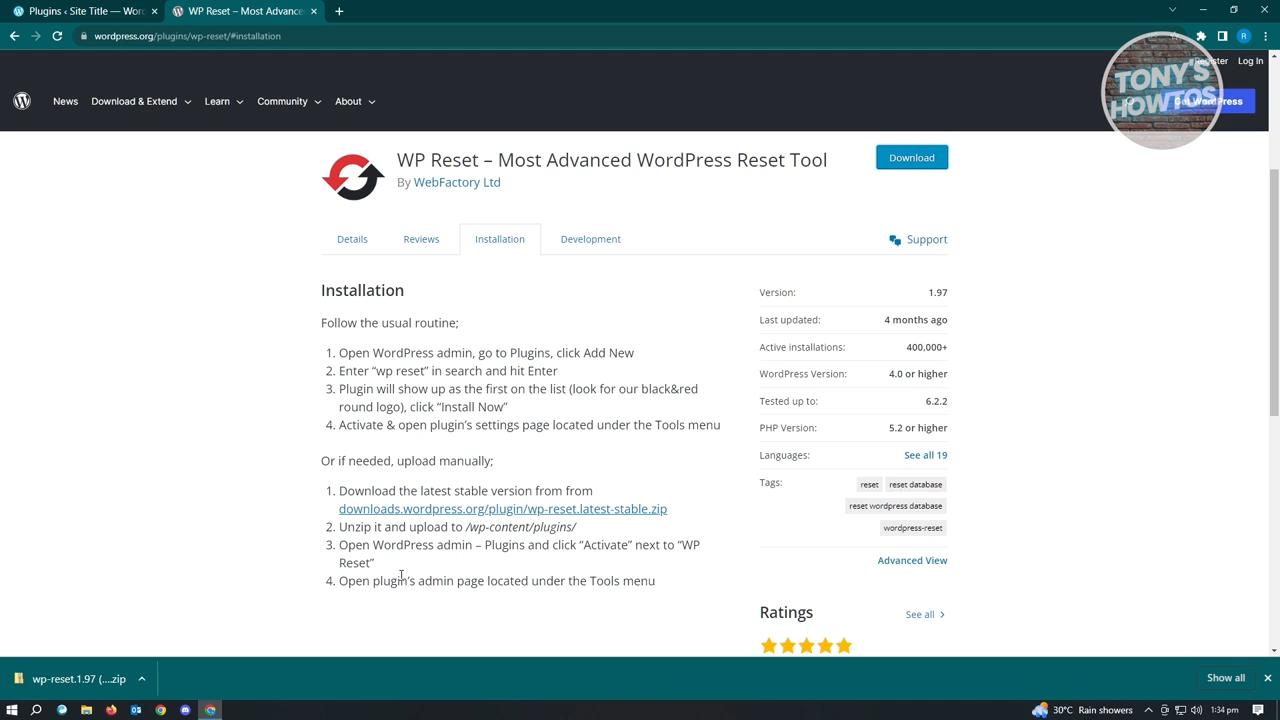 Plugins ‹ Site Title — Wor
WP Reset – Most Advance
wordpress.org/plugins/wp-reset/#installation
R
Register Log In
TONY'S
HOWTOS
News Download & Extend Learn Community About Get WordPress
WP Reset – Most Advanced WordPress Reset Tool
Download
By WebFactory Ltd
Details Reviews Installation Development Support
Installation
Follow the usual routine;
1. Open WordPress admin, go to Plugins, click Add New
2. Enter “wp reset” in search and hit Enter
3. Plugin will show up as the first on the list (look for our black&red
round logo), click “Install Now”
4. Activate & open plugin’s settings page located under the Tools menu
Or if needed, upload manually;
1. Download the latest stable version from from
downloads.wordpress.org/plugin/wp-reset.latest-stable.zip
2. Unzip it and upload to /wp-content/plugins/
3. Open WordPress admin – Plugins and click “Activate” next to “WP
Reset”
4. Open plugin’s admin page located under the Tools menu
Version: 1.97
Last updated: 4 months ago
Active installations: 400,000+
WordPress Version: 4.0 or higher
Tested up to: 6.2.2
PHP Version: 5.2 or higher
Languages: See all 19
Tags: reset reset database
reset wordpress database
wordpress-reset
Advanced View
Ratings See all
wp-reset.1.97 (....zip
Show all
30°C Rain showers 1:34 pm